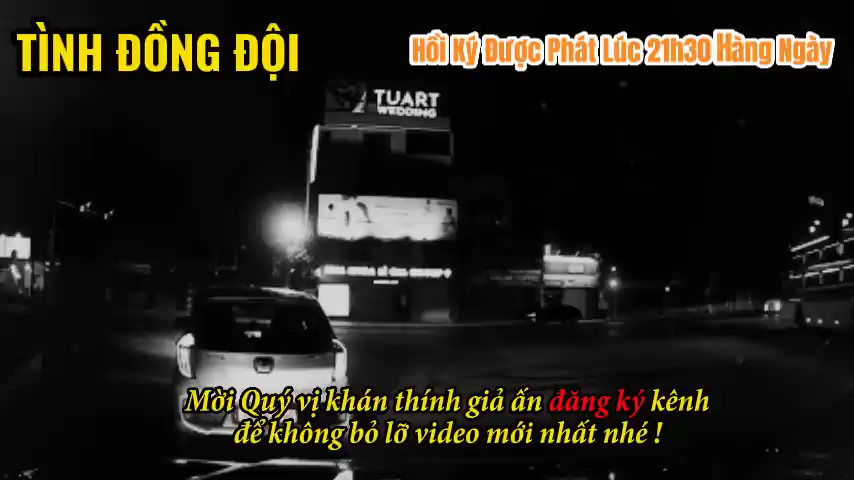 TÌNH ĐỒNG ĐỘI
Hồi Ký Được Phát Lúc 21h30 Hàng Ngày
TUART
WEDDING
Mời Quý vị khán thính giả ấn đăng ký kênh
để không bỏ lỡ video mới nhất nhé !